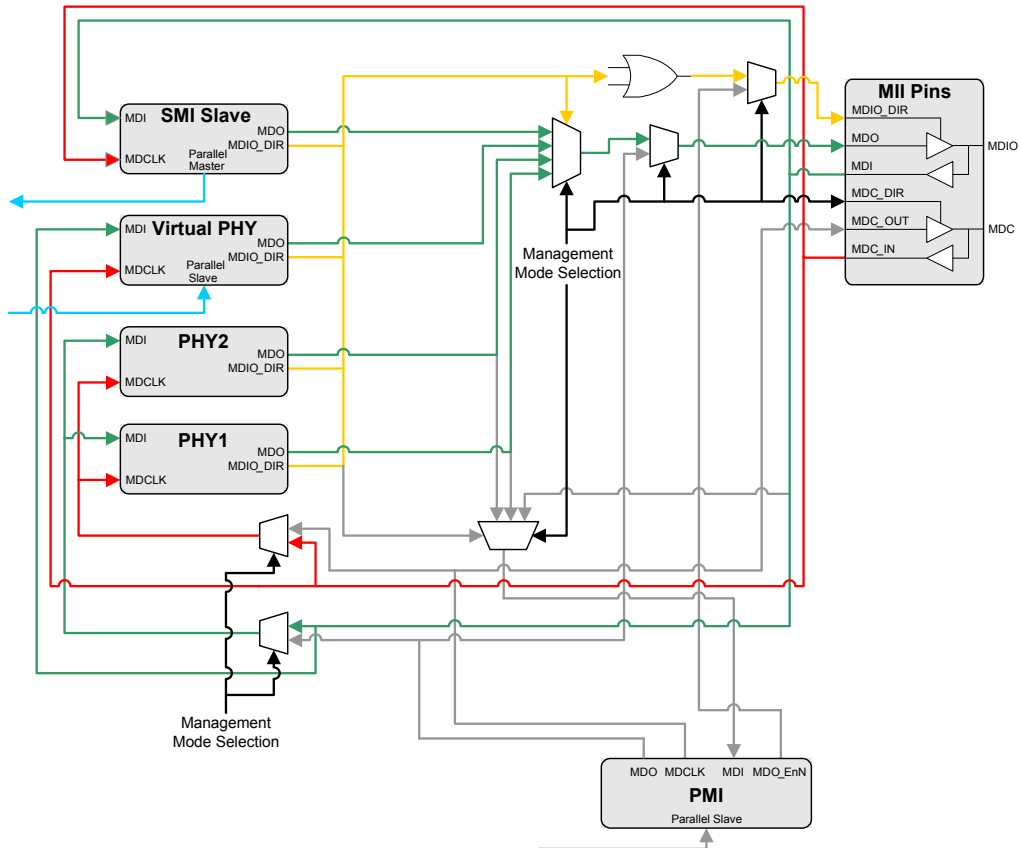 SMI Slave
MDI
MDO
MDIO_DIR
MDCLK
Parallel
Master
Virtual PHY
MDI
MDO
MDIO_DIR
MDCLK
Parallel
Slave
PHY2
MDI
MDO
MDIO_DIR
MDCLK
PHY1
MDI
MDO
MDIO_DIR
MDCLK
Management
Mode Selection
MII Pins
MDIO_DIR
MDO
MDI
MDC_DIR
MDC_OUT
MDC_IN
MDIO
MDC
Management
Mode Selection
MDO MDCLK MDI MDO_EnN
PMI
Parallel Slave